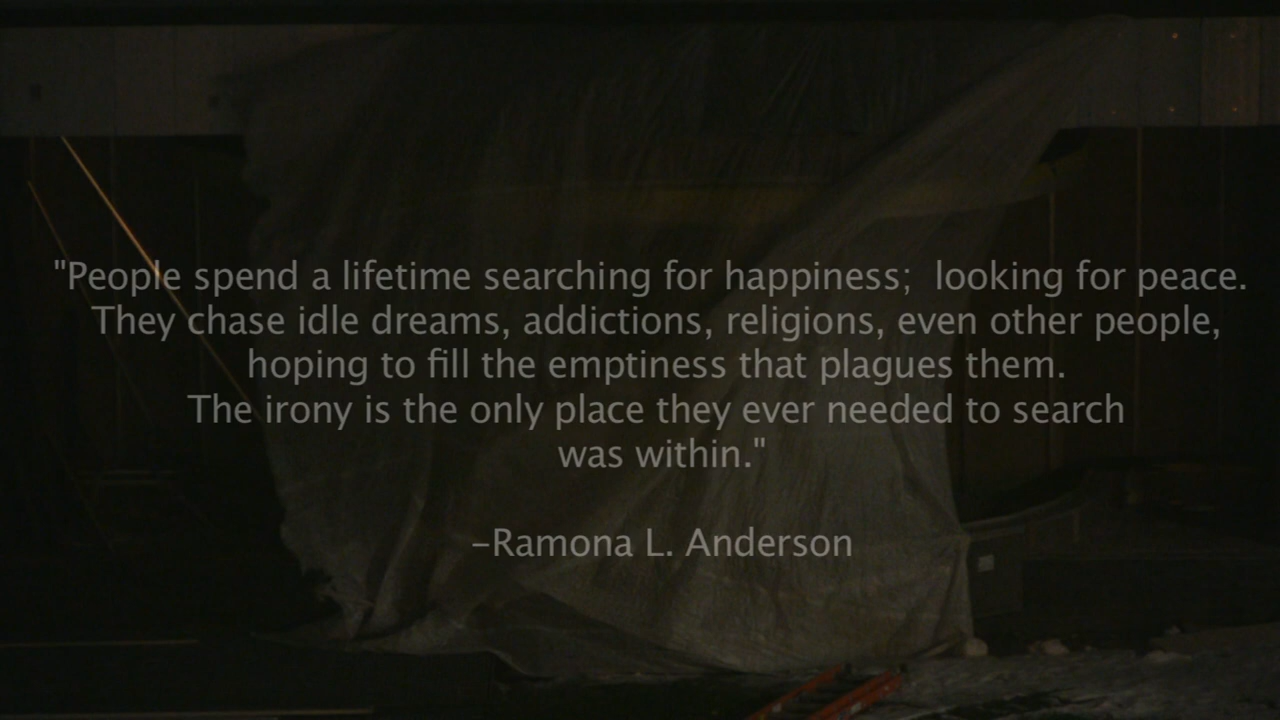 "People spend a lifetime searching for happiness;  looking for peace.
They chase idle dreams, addictions, religions, even other people,
hoping to fill the emptiness that plagues them.
The irony is the only place they ever needed to search
was within."
–Ramona L. Anderson